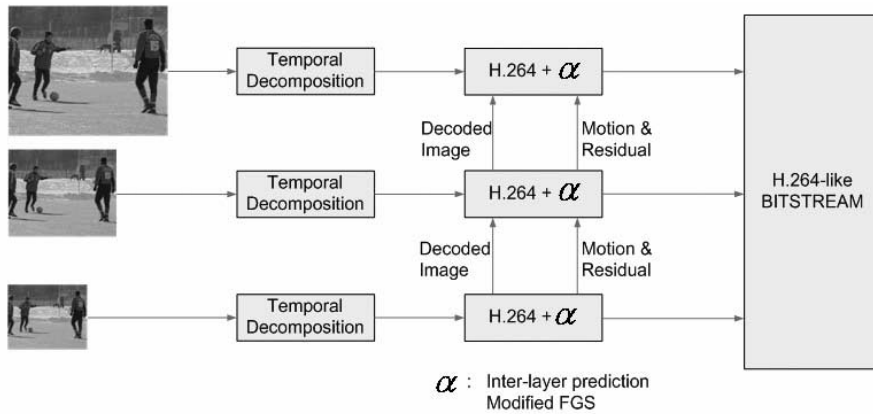 Temporal
Decomposition
H.264 + α
Decoded
Image
Motion &
Residual
Temporal
Decomposition
H.264 + α
H.264-like
BITSTREAM
Decoded
Image
Motion &
Residual
Temporal
Decomposition
H.264 + α
α : Inter-layer prediction
Modified FGS